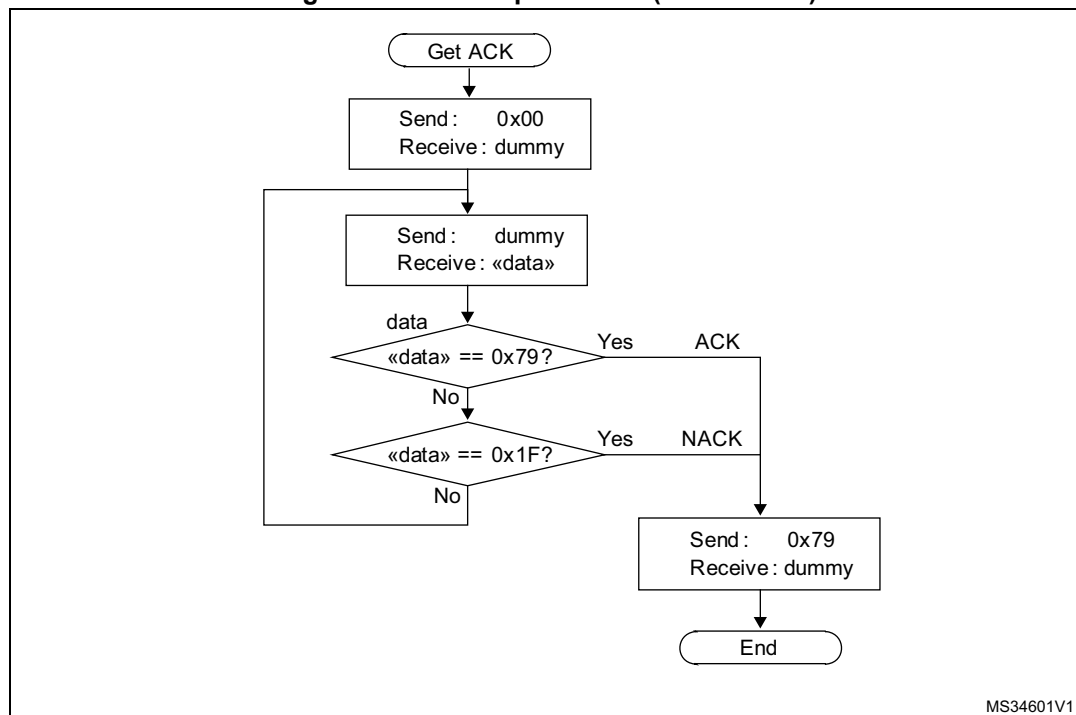 Get ACK
Send : 0x00
Receive : dummy
Send : dummy
Receive : «data»
data
«data» == 0x79?
Yes ACK
No
«data» == 0x1F?
Yes NACK
No
Send : 0x79
Receive : dummy
End
MS34601V1